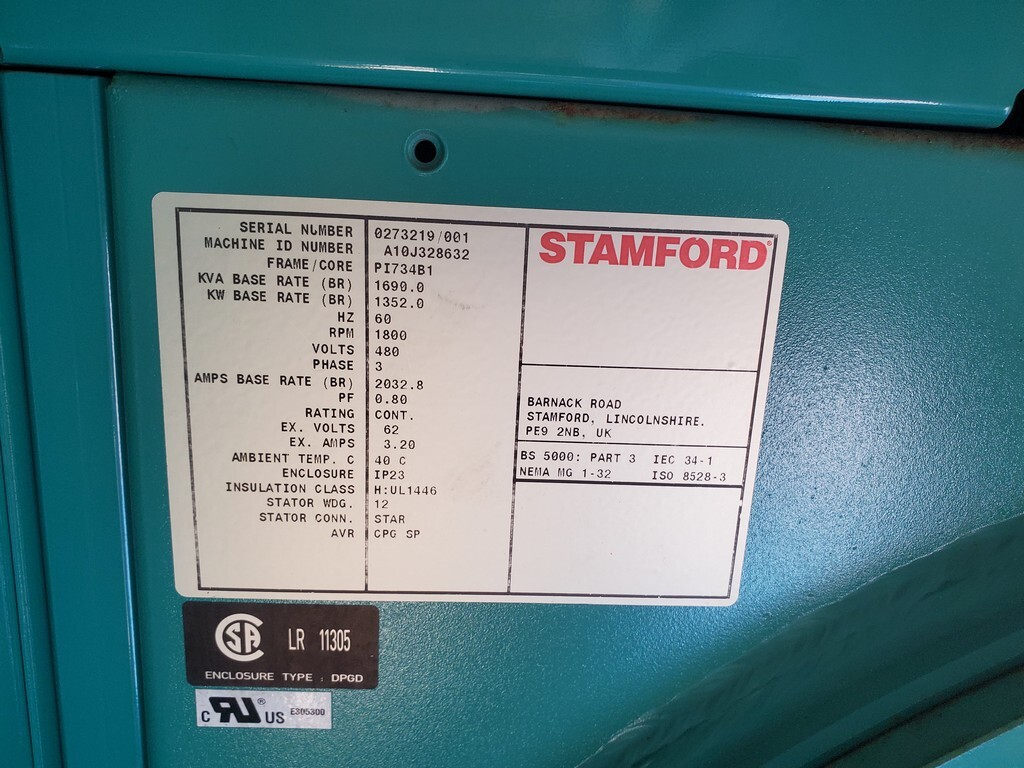 SERIAL NUMBER 0273219/001
MACHINE ID NUMBER A10J328632
FRAME/CORE PI734B1
KVA BASE RATE (BR) 1690.0
KW BASE RATE (BR) 1352.0
HZ 60
RPM 1800
VOLTS 480
PHASE 3
AMPS BASE RATE (BR) 2032.8
PF 0.80
RATING CONT.
EX. VOLTS 62
EX. AMPS 3.20
AMBIENT TEMP. C 40 C
ENCLOSURE IP23
INSULATION CLASS H:UL1446
STATOR WDG. 12
STATOR CONN. STAR
AVR CPG SP
STAMFORD®
BARNACK ROAD
STAMFORD, LINCOLNSHIRE.
PE9 2NB, UK
BS 5000: PART 3 IEC 34-1
NEMA MG 1-32 ISO 8528-3
CSA LR 11305
ENCLOSURE TYPE : DPGD
C RU® US E305300